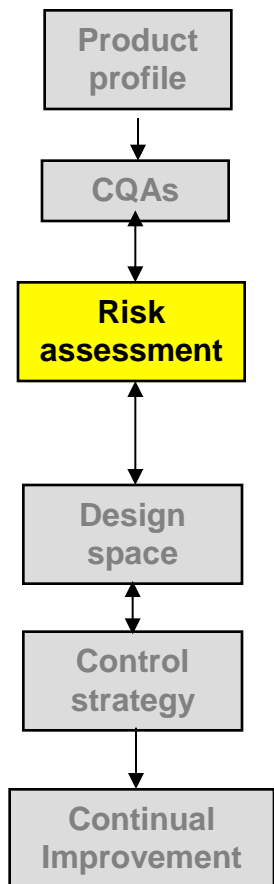 Product
profile
CQAs
Risk
assessment
Design
space
Control
strategy
Continual
Improvement